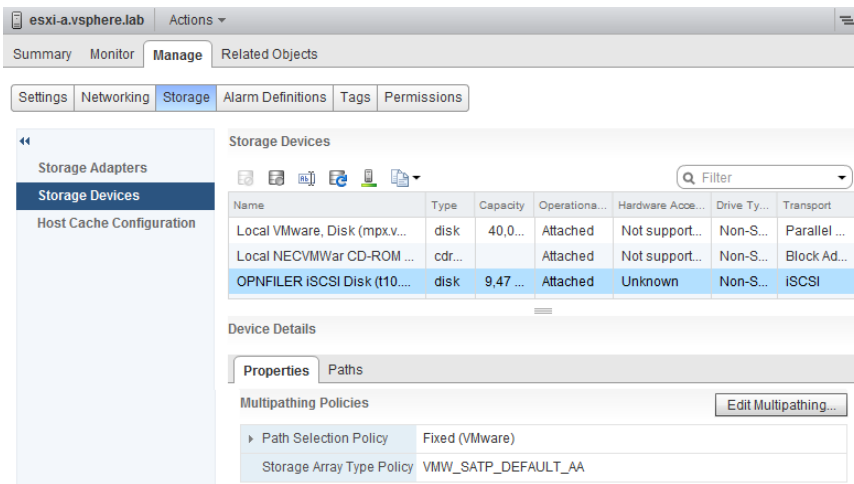 esxi-a.vsphere.lab Actions
Summary Monitor Manage Related Objects
Settings Networking Storage Alarm Definitions Tags Permissions
Storage Adapters
Storage Devices
Host Cache Configuration
Storage Devices
Filter
Name Type Capacity Operationa... Hardware Acce... Drive Ty... Transport
Local VMware, Disk (mpx.v... disk 40,0... Attached Not support... Non-S... Parallel ...
Local NECVMWar CD-ROM ... cdr... Attached Not support... Non-S... Block Ad...
OPNFILER iSCSI Disk (t10.... disk 9,47 ... Attached Unknown Non-S... iSCSI
Device Details
Properties Paths
Multipathing Policies Edit Multipathing...
Path Selection Policy Fixed (VMware)
Storage Array Type Policy VMW_SATP_DEFAULT_AA